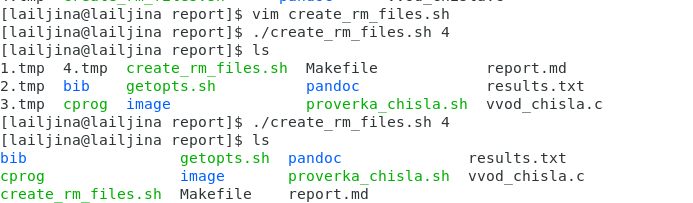 [lailjina@lailjina report]$ vim create_rm_files.sh
[lailjina@lailjina report]$ ./create_rm_files.sh 4
[lailjina@lailjina report]$ ls
1.tmp  4.tmp  create_rm_files.sh  Makefile  report.md
2.tmp  bib  getopts.sh  pandoc  results.txt
3.tmp  cprog  image  proverka_chisla.sh  vvod_chisla.c
[lailjina@lailjina report]$ ./create_rm_files.sh 4
[lailjina@lailjina report]$ ls
bib  getopts.sh  pandoc  results.txt
cprog  image  proverka_chisla.sh  vvod_chisla.c
create_rm_files.sh  Makefile  report.md